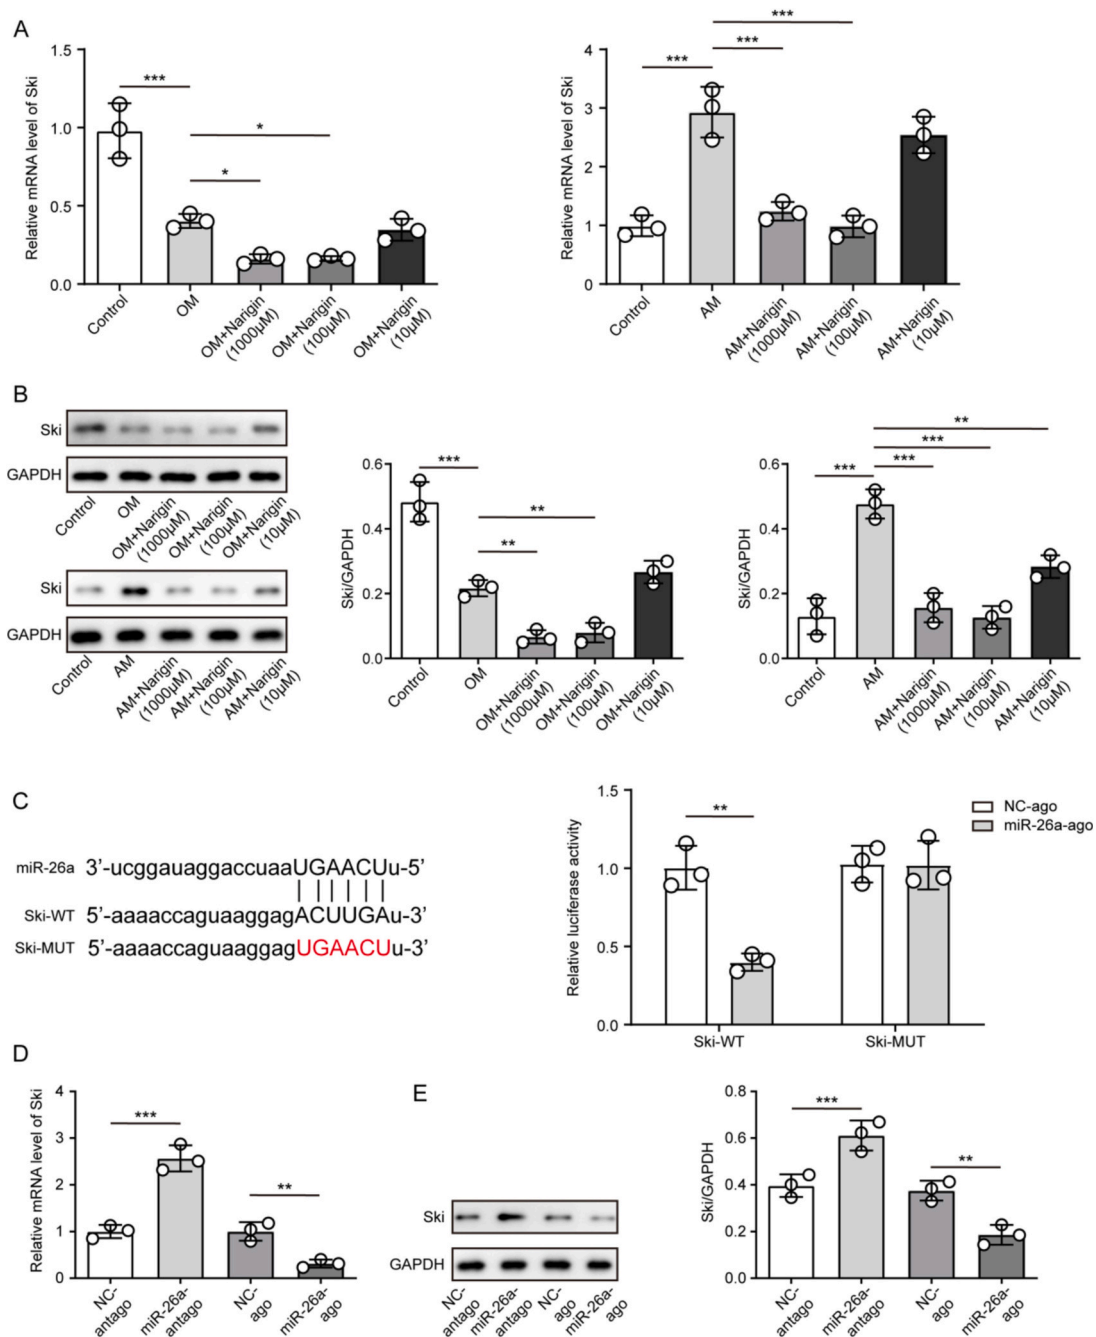 A
Relative mRNA level of Ski
1.5
1.0
0.5
0.0
***
*
*
Control
OM
OM+Narigin
(1000μM)
OM+Narigin
(100μM)
OM+Narigin
(10μM)
Relative mRNA level of Ski
4
3
2
1
0
***
***
***
Control
AM
AM+Narigin
(1000μM)
AM+Narigin
(100μM)
AM+Narigin
(10μM)
B
Ski
GAPDH
Control
OM
OM+Narigin
(1000μM)
OM+Narigin
(100μM)
OM+Narigin
(10μM)
Ski
GAPDH
Control
AM
AM+Narigin
(1000μM)
AM+Narigin
(100μM)
AM+Narigin
(10μM)
Ski/GAPDH
0.6
0.4
0.2
0.0
***
**
**
Control
OM
OM+Narigin
(1000μM)
OM+Narigin
(100μM)
OM+Narigin
(10μM)
Ski/GAPDH
0.6
0.4
0.2
0.0
**
***
***
***
Control
AM
AM+Narigin
(1000μM)
AM+Narigin
(100μM)
AM+Narigin
(10μM)
C
miR-26a 3’-ucggauaggaccuaaUGAACUu-5’
Ski-WT 5’-aaaaccaguaaggagACUUGAu-3’
Ski-MUT 5’-aaaaccaguaaggagUGAACUu-3’
Relative luciferase activity
1.5
1.0
0.5
0.0
**
Ski-WT
Ski-MUT
NC-ago
miR-26a-ago
D
Relative mRNA level of Ski
4
3
2
1
0
***
**
NC-
antago
miR-26a-
antago
NC-
ago
miR-26a-
ago
E
Ski
GAPDH
NC-
antago
miR-26a-
antago
NC-
ago
miR-26a-
ago
Ski/GAPDH
0.8
0.6
0.4
0.2
0.0
***
**
NC-
antago
miR-26a-
antago
NC-
ago
miR-26a-
ago